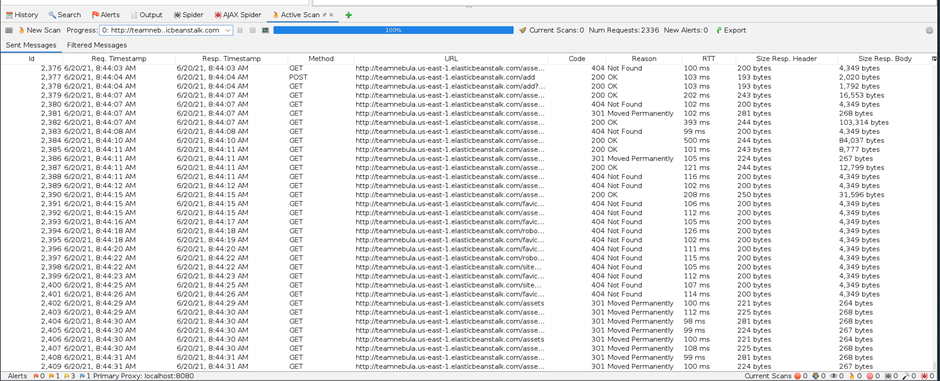 History Search Alerts Output Spider AJAX Spider Active Scan
New Scan Progress: 0: http://teamneb..icbeanstalk.com 100% Current Scans: 0 Num Requests: 2336 New Alerts: 0 Export
Sent Messages Filtered Messages
Id Req. Timestamp Resp. Timestamp Method URL Code Reason RTT Size Resp. Header Size Resp. Body
2,376 6/20/21, 8:44:03 AM 6/20/21, 8:44:03 AM GET http://teamnebula.us-east-1.elasticbeanstalk.com/asse... 404 Not Found 100 ms 200 bytes 4,349 bytes
2,377 6/20/21, 8:44:04 AM 6/20/21, 8:44:04 AM POST http://teamnebula.us-east-1.elasticbeanstalk.com/add 200 OK 103 ms 193 bytes 2,020 bytes
2,378 6/20/21, 8:44:04 AM 6/20/21, 8:44:04 AM GET http://teamnebula.us-east-1.elasticbeanstalk.com/add?... 200 OK 103 ms 193 bytes 1,792 bytes
2,379 6/20/21, 8:44:07 AM 6/20/21, 8:44:07 AM GET http://teamnebula.us-east-1.elasticbeanstalk.com/asse... 200 OK 202 ms 243 bytes 16,553 bytes
2,380 6/20/21, 8:44:07 AM 6/20/21, 8:44:07 AM GET http://teamnebula.us-east-1.elasticbeanstalk.com/asse... 404 Not Found 102 ms 200 bytes 4,349 bytes
2,381 6/20/21, 8:44:07 AM 6/20/21, 8:44:07 AM GET http://teamnebula.us-east-1.elasticbeanstalk.com/asse... 301 Moved Permanently 102 ms 281 bytes 268 bytes
2,382 6/20/21, 8:44:07 AM 6/20/21, 8:44:07 AM GET http://teamnebula.us-east-1.elasticbeanstalk.com/asse... 200 OK 393 ms 244 bytes 103,314 bytes
2,383 6/20/21, 8:44:08 AM 6/20/21, 8:44:08 AM GET http://teamnebula.us-east-1.elasticbeanstalk.com/asse... 404 Not Found 99 ms 200 bytes 4,349 bytes
2,384 6/20/21, 8:44:10 AM 6/20/21, 8:44:10 AM GET http://teamnebula.us-east-1.elasticbeanstalk.com/asse... 200 OK 500 ms 244 bytes 84,037 bytes
2,385 6/20/21, 8:44:11 AM 6/20/21, 8:44:11 AM GET http://teamnebula.us-east-1.elasticbeanstalk.com/asse... 200 OK 101 ms 243 bytes 8,777 bytes
2,386 6/20/21, 8:44:11 AM 6/20/21, 8:44:11 AM GET http://teamnebula.us-east-1.elasticbeanstalk.com/asse... 301 Moved Permanently 105 ms 224 bytes 267 bytes
2,387 6/20/21, 8:44:11 AM 6/20/21, 8:44:11 AM GET http://teamnebula.us-east-1.elasticbeanstalk.com/asse... 200 OK 121 ms 244 bytes 12,799 bytes
2,388 6/20/21, 8:44:11 AM 6/20/21, 8:44:11 AM GET http://teamnebula.us-east-1.elasticbeanstalk.com/asse... 404 Not Found 116 ms 200 bytes 4,349 bytes
2,389 6/20/21, 8:44:12 AM 6/20/21, 8:44:12 AM GET http://teamnebula.us-east-1.elasticbeanstalk.com/asse... 404 Not Found 102 ms 200 bytes 4,349 bytes
2,390 6/20/21, 8:44:15 AM 6/20/21, 8:44:15 AM GET http://teamnebula.us-east-1.elasticbeanstalk.com/asse... 200 OK 208 ms 250 bytes 31,596 bytes
2,391 6/20/21, 8:44:15 AM 6/20/21, 8:44:15 AM GET http://teamnebula.us-east-1.elasticbeanstalk.com/favic... 404 Not Found 106 ms 200 bytes 4,349 bytes
2,392 6/20/21, 8:44:15 AM 6/20/21, 8:44:15 AM GET http://teamnebula.us-east-1.elasticbeanstalk.com/asse... 404 Not Found 112 ms 200 bytes 4,349 bytes
2,393 6/20/21, 8:44:16 AM 6/20/21, 8:44:17 AM GET http://teamnebula.us-east-1.elasticbeanstalk.com/favic... 404 Not Found 105 ms 200 bytes 4,349 bytes
2,394 6/20/21, 8:44:18 AM 6/20/21, 8:44:18 AM GET http://teamnebula.us-east-1.elasticbeanstalk.com/robo... 404 Not Found 126 ms 200 bytes 4,349 bytes
2,395 6/20/21, 8:44:18 AM 6/20/21, 8:44:19 AM GET http://teamnebula.us-east-1.elasticbeanstalk.com/favic... 404 Not Found 102 ms 200 bytes 4,349 bytes
2,396 6/20/21, 8:44:20 AM 6/20/21, 8:44:20 AM GET http://teamnebula.us-east-1.elasticbeanstalk.com/favic... 404 Not Found 111 ms 200 bytes 4,349 bytes
2,397 6/20/21, 8:44:22 AM 6/20/21, 8:44:22 AM GET http://teamnebula.us-east-1.elasticbeanstalk.com/robo... 404 Not Found 115 ms 200 bytes 4,349 bytes
2,398 6/20/21, 8:44:22 AM 6/20/21, 8:44:22 AM GET http://teamnebula.us-east-1.elasticbeanstalk.com/site... 404 Not Found 105 ms 200 bytes 4,349 bytes
2,399 6/20/21, 8:44:23 AM 6/20/21, 8:44:23 AM GET http://teamnebula.us-east-1.elasticbeanstalk.com/favic... 404 Not Found 112 ms 200 bytes 4,349 bytes
2,400 6/20/21, 8:44:25 AM 6/20/21, 8:44:25 AM GET http://teamnebula.us-east-1.elasticbeanstalk.com/site... 404 Not Found 107 ms 200 bytes 4,349 bytes
2,401 6/20/21, 8:44:26 AM 6/20/21, 8:44:26 AM GET http://teamnebula.us-east-1.elasticbeanstalk.com/favic... 404 Not Found 114 ms 200 bytes 4,349 bytes
2,402 6/20/21, 8:44:29 AM 6/20/21, 8:44:29 AM GET http://teamnebula.us-east-1.elasticbeanstalk.com/assets 301 Moved Permanently 100 ms 221 bytes 264 bytes
2,403 6/20/21, 8:44:29 AM 6/20/21, 8:44:30 AM GET http://teamnebula.us-east-1.elasticbeanstalk.com/asse... 301 Moved Permanently 112 ms 225 bytes 268 bytes
2,404 6/20/21, 8:44:30 AM 6/20/21, 8:44:30 AM GET http://teamnebula.us-east-1.elasticbeanstalk.com/asse... 301 Moved Permanently 98 ms 281 bytes 268 bytes
2,405 6/20/21, 8:44:30 AM 6/20/21, 8:44:30 AM GET http://teamnebula.us-east-1.elasticbeanstalk.com/asse... 301 Moved Permanently 99 ms 224 bytes 267 bytes
2,406 6/20/21, 8:44:30 AM 6/20/21, 8:44:30 AM GET http://teamnebula.us-east-1.elasticbeanstalk.com/assets 301 Moved Permanently 100 ms 221 bytes 264 bytes
2,407 6/20/21, 8:44:30 AM 6/20/21, 8:44:31 AM GET http://teamnebula.us-east-1.elasticbeanstalk.com/asse... 301 Moved Permanently 108 ms 225 bytes 268 bytes
2,408 6/20/21, 8:44:31 AM 6/20/21, 8:44:31 AM GET http://teamnebula.us-east-1.elasticbeanstalk.com/asse... 301 Moved Permanently 99 ms 281 bytes 268 bytes
2,409 6/20/21, 8:44:31 AM 6/20/21, 8:44:31 AM GET http://teamnebula.us-east-1.elasticbeanstalk.com/asse... 301 Moved Permanently 100 ms 224 bytes 267 bytes
Alerts 0 1 3 1 Primary Proxy: localhost:8080 Current Scans 0 0 0 0 0 0 0